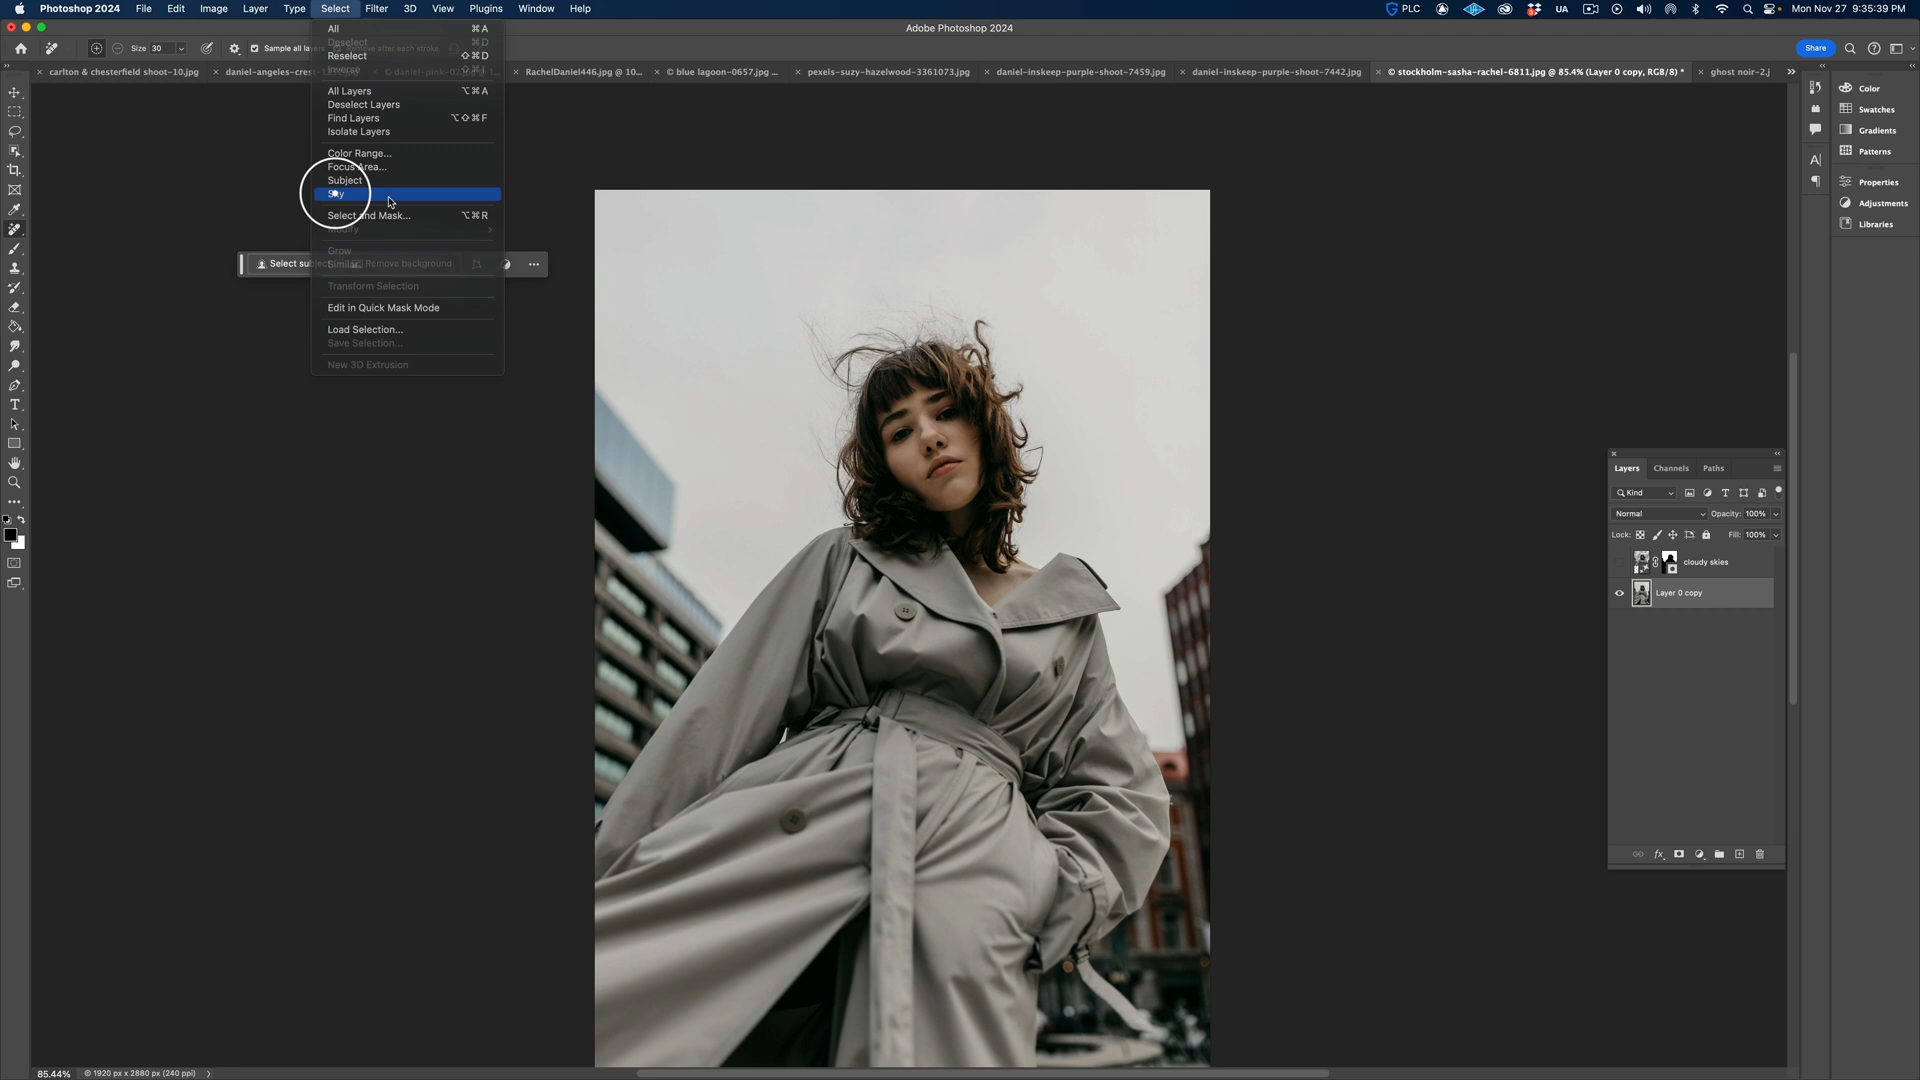 Photoshop 2024 File Edit Image Layer Type Select Filter 3D View Plugins Window Help PLC UA Mon Nov 27 9:35:39 PM
Adobe Photoshop 2024
Size 30 Sample all layers Remove after each stroke Share
carlton & chesterfield shoot-10.jpg daniel-angeles-crest © daniel-pink-02 RachelDaniel446.jpg @ 10... © blue lagoon-0657.jpg ... pexels-suzy-hazelwood-3361073.jpg daniel-inskeep-purple-shoot-7459.jpg daniel-inskeep-purple-shoot-7442.jpg © stockholm-sasha-rachel-6811.jpg @ 85.4% (Layer 0 copy, RGB/8) * ghost noir-2.j
All ⌘A
Deselect ⌘D
Reselect ⇧⌘D
Inverse ⇧⌘I
All Layers ⌥⌘A
Deselect Layers
Find Layers ⌥⇧⌘F
Isolate Layers
Color Range...
Focus Area...
Subject
Sky
Select and Mask... ⌥⌘R
Modify
Grow
Similar
Transform Selection
Edit in Quick Mask Mode
Load Selection...
Save Selection...
New 3D Extrusion
Select subject Remove background
Color
Swatches
Gradients
Patterns
Properties
Adjustments
Libraries
Layers Channels Paths
Kind
Normal Opacity: 100%
Lock: Fill: 100%
cloudy skies
Layer 0 copy
85.44% © 1920 px x 2880 px (240 ppi)